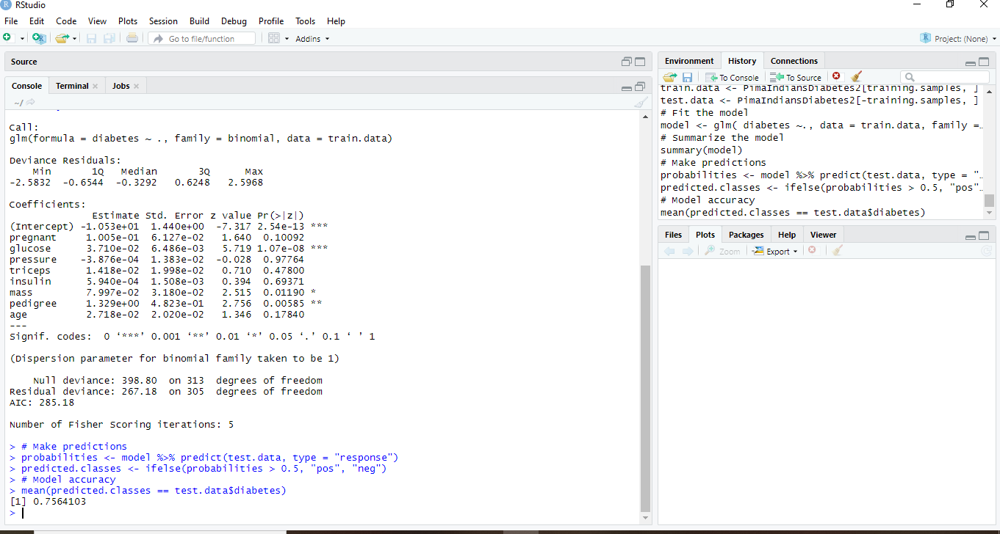 RStudio
File Edit Code View Plots Session Build Debug Profile Tools Help
Go to file/function Addins Project: (None)
Source
Console Terminal Jobs
~/
Call:
glm(formula = diabetes ~ ., family = binomial, data = train.data)
Deviance Residuals:
Min 1Q Median 3Q Max
-2.5832 -0.6544 -0.3292 0.6248 2.5968
Coefficients:
Estimate Std. Error z value Pr(>|z|)
(Intercept) -1.053e+01 1.440e+00 -7.317 2.54e-13 ***
pregnant 1.005e-01 6.127e-02 1.640 0.10092
glucose 3.710e-02 6.486e-03 5.719 1.07e-08 ***
pressure -3.876e-04 1.383e-02 -0.028 0.97764
triceps 1.418e-02 1.998e-02 0.710 0.47800
insulin 5.940e-04 1.508e-03 0.394 0.69371
mass 7.997e-02 3.180e-02 2.515 0.01190 *
pedigree 1.329e+00 4.823e-01 2.756 0.00585 **
age 2.718e-02 2.020e-02 1.346 0.17840
---
Signif. codes: 0 ‘***’ 0.001 ‘**’ 0.01 ‘*’ 0.05 ‘.’ 0.1 ‘ ’ 1
(Dispersion parameter for binomial family taken to be 1)
Null deviance: 398.80 on 313 degrees of freedom
Residual deviance: 267.18 on 305 degrees of freedom
AIC: 285.18
Number of Fisher Scoring iterations: 5
> # Make predictions
> probabilities <- model %>% predict(test.data, type = "response")
> predicted.classes <- ifelse(probabilities > 0.5, "pos", "neg")
> # Model accuracy
> mean(predicted.classes == test.data$diabetes)
[1] 0.7564103
>
Environment History Connections
To Console To Source
train.data <- PimaIndiansDiabetes2[training.samples, ]
test.data <- PimaIndiansDiabetes2[-training.samples, ]
# Fit the model
model <- glm( diabetes ~., data = train.data, family =…
# Summarize the model
summary(model)
# Make predictions
probabilities <- model %>% predict(test.data, type = "…
predicted.classes <- ifelse(probabilities > 0.5, "pos"…
# Model accuracy
mean(predicted.classes == test.data$diabetes)
Files Plots Packages Help Viewer
Zoom Export